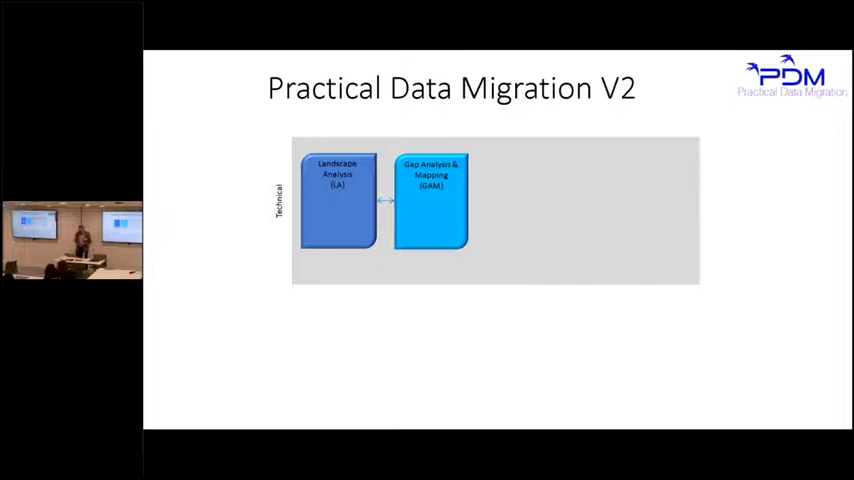 Practical Data Migration V2
PDM
Practical Data Migration
Technical
Landscape
Analysis
(LA)
Gap Analysis &
Mapping
(GAM)